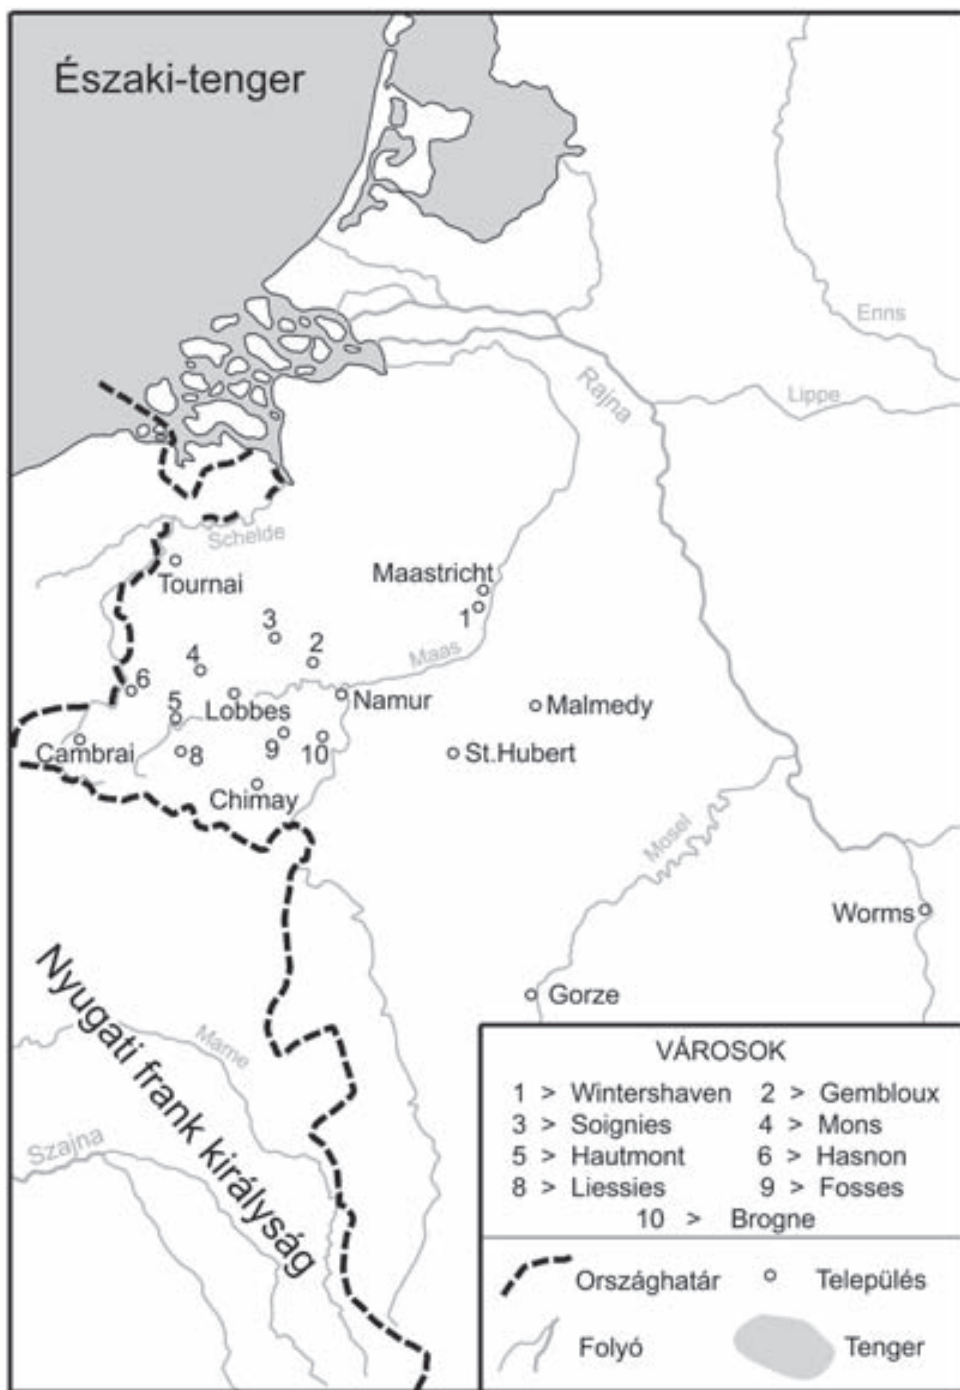 Északi-tenger
Enns
Rajna
Lippe
Schelde
Tournai
Maastricht
1
3
2
4
Maas
6
5
Lobbes
Namur
Malmedy
Cambrai
8
9
10
St.Hubert
Chimay
Mosel
Worms
Gorze
Nyugati frank királyság
Marne
Szajna
VÁROSOK
1 > Wintershaven 2 > Gembloux
3 > Soignies 4 > Mons
5 > Hautmont 6 > Hasnon
8 > Liessies 9 > Fosses
10 > Brogne
Országhatár Település
Folyó Tenger